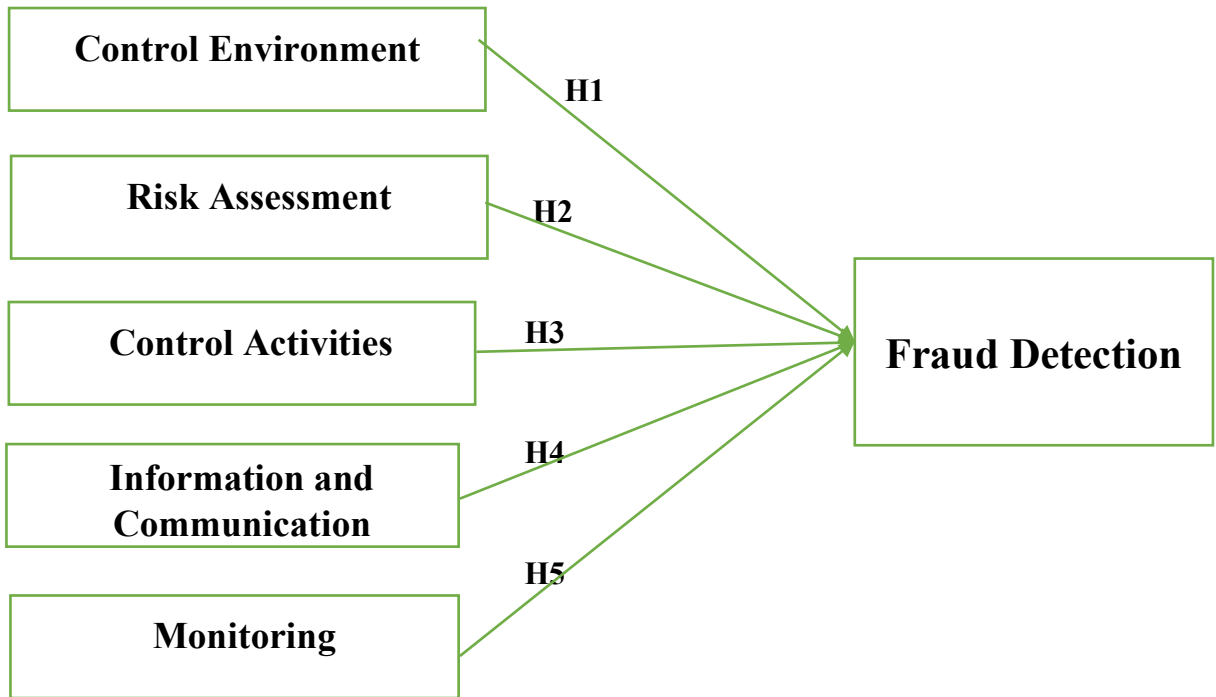 Control Environment
H1
Risk Assessment
H2
Control Activities
H3
Fraud Detection
Information and
Communication
H4
H5
Monitoring